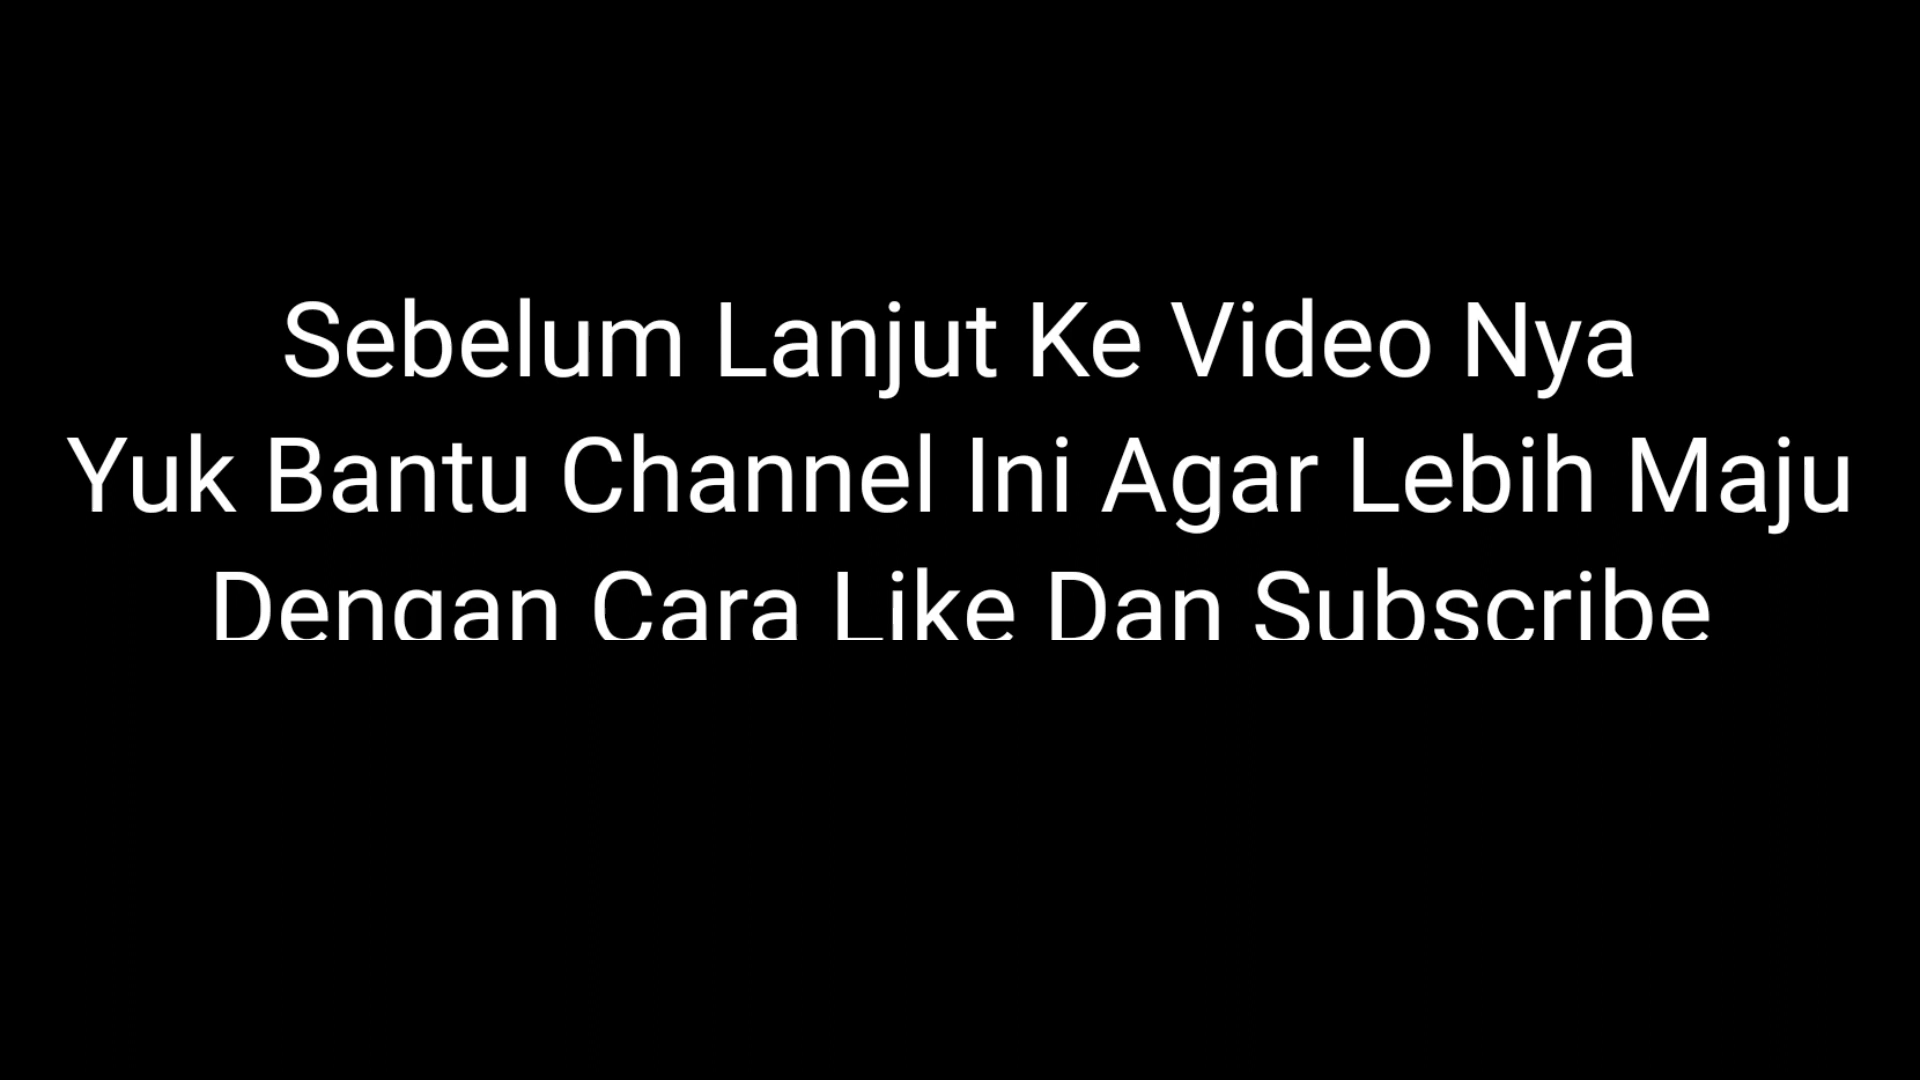 Sebelum Lanjut Ke Video Nya
Yuk Bantu Channel Ini Agar Lebih Maju
Dengan Cara Like Dan Subscribe